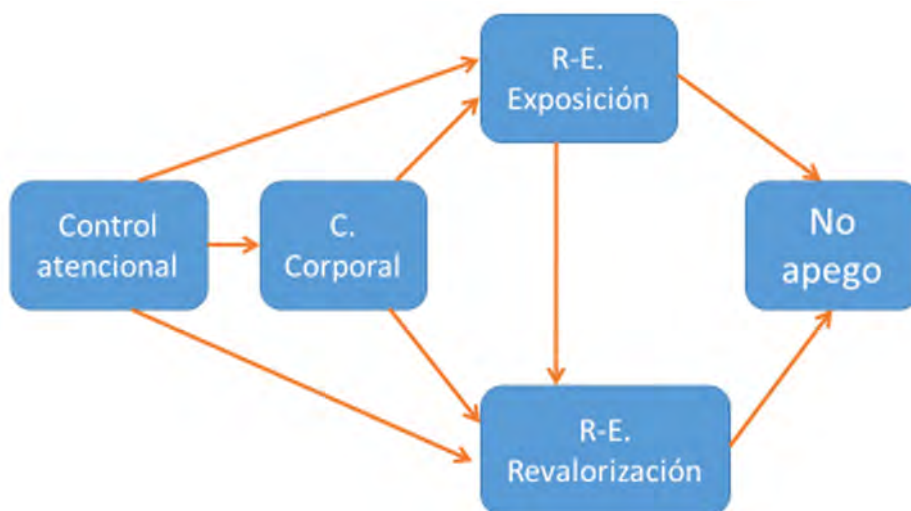 R-E.
Exposición
Control
atencional
C.
Corporal
No
apego
R-E.
Revalorización